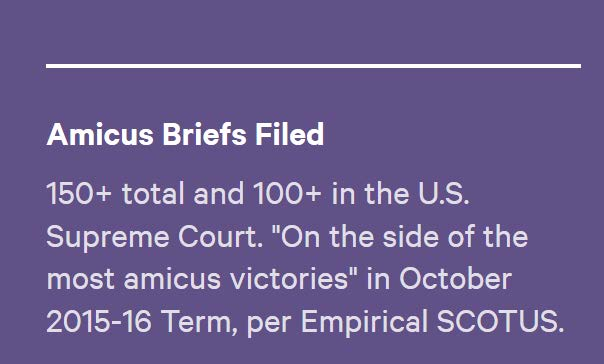 Amicus Briefs Filed
150+ total and 100+ in the U.S.
Supreme Court. "On the side of the
most amicus victories" in October
2015-16 Term, per Empirical SCOTUS.